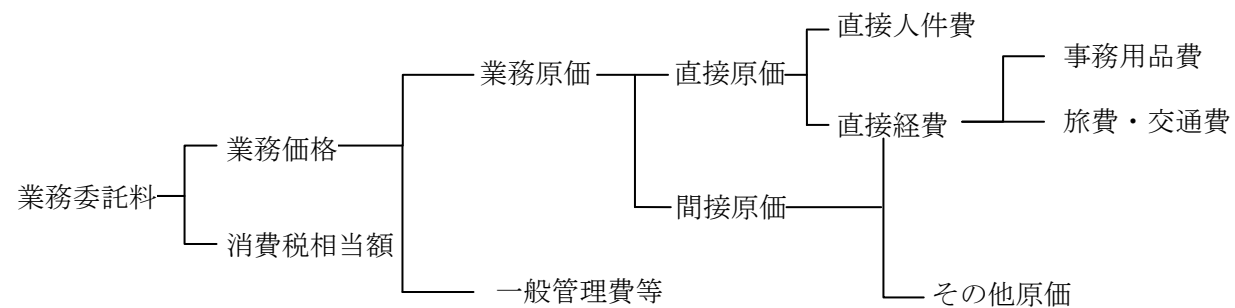 直接人件費
事務用品費
業務原価
直接原価
直接経費
旅費・交通費
業務価格
業務委託料
間接原価
消費税相当額
一般管理費等
その他原価